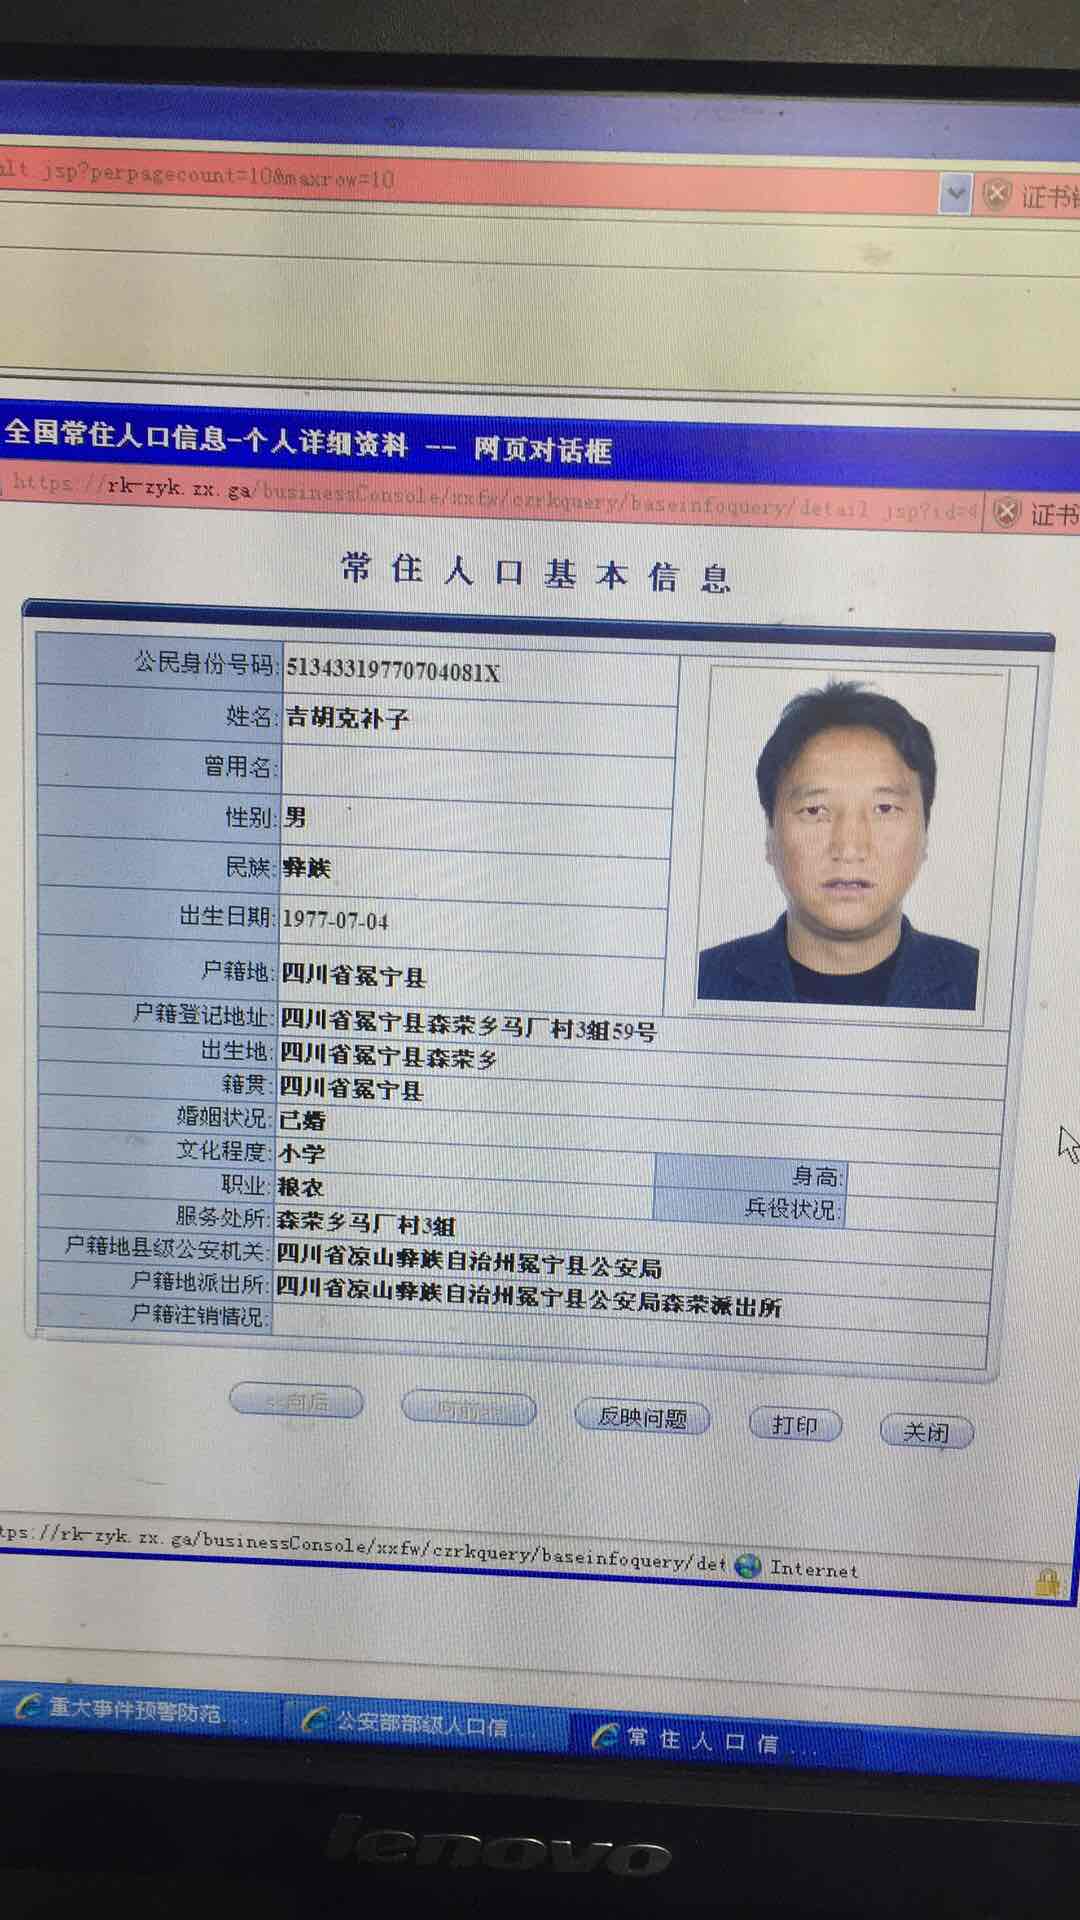 ult.jsp?perpagecount=10&maxrow=10
全国常住人口信息-个人详细资料 -- 网页对话框
https://rk-zyk.zx.ga/businessConsole/xxfw/czrkquery/baseinfoquery/detail.jsp?id=4
常住人口基本信息
公民身份号码: 51343319770704081X
姓名: 吉胡克补子
曾用名:
性别: 男
民族: 彝族
出生日期: 1977-07-04
户籍地: 四川省冕宁县
户籍登记地址: 四川省冕宁县森荣乡马厂村3组59号
出生地: 四川省冕宁县森荣乡
籍贯: 四川省冕宁县
婚姻状况: 已婚
文化程度: 小学 身高:
职业: 粮农 兵役状况:
服务处所: 森荣乡马厂村3组
户籍地县级公安机关: 四川省凉山彝族自治州冕宁县公安局
户籍地派出所: 四川省凉山彝族自治州冕宁县公安局森荣派出所
户籍注销情况:
反映问题 打印 关闭
tps://rk-zyk.zx.ga/businessConsole/xxfw/czrkquery/baseinfoquery/det Internet
重大事件预警防范... 公安部部级人口信... 常住人口信...
lenovo